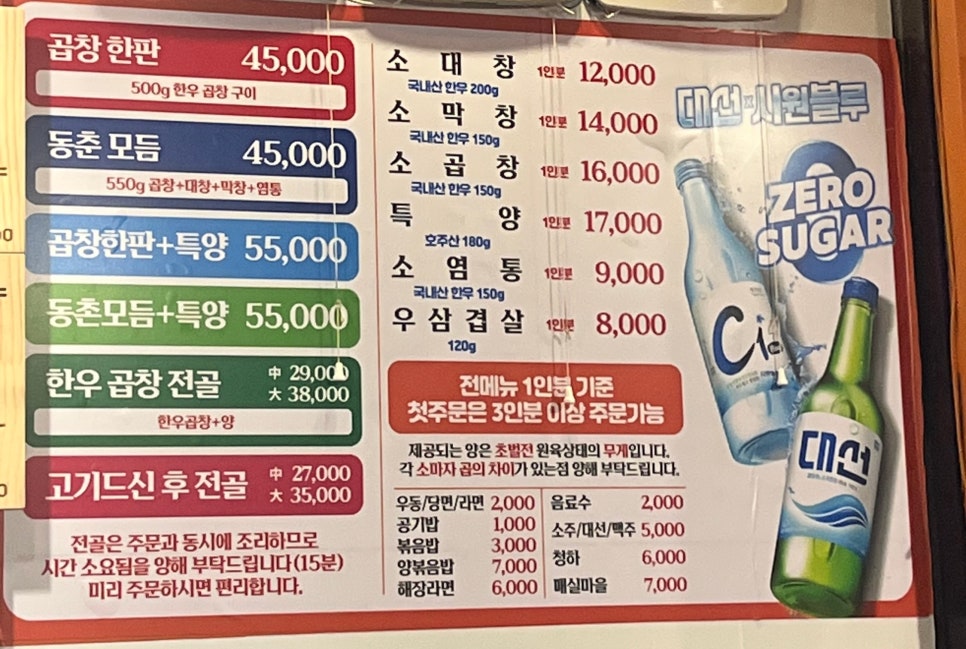 곱창 한판 45,000
500g 한우 곱창 구이
동춘 모듬 45,000
550g 곱창+대창+막창+염통
곱창한판+특양 55,000
동촌모듬+특양 55,000
한우 곱창 전골 中 29,000
大 38,000
한우곱창+양
고기드신 후 전골 中 27,000
大 35,000
전골은 주문과 동시에 조리하므로
시간 소요됨을 양해 부탁드립니다(15분)
미리 주문하시면 편리합니다.
소 대 창 1인분 12,000
국내산 한우 200g
소 막 창 1인분 14,000
국내산 한우 150g
소 곱 창 1인분 16,000
국내산 한우 150g
특 양 1인분 17,000
호주산 180g
소 염 통 1인분 9,000
국내산 한우 150g
우 삼 겹 살 1인분 8,000
120g
전메뉴 1인분 기준
첫주문은 3인분 이상 주문가능
제공되는 양은 초벌전 원육상태의 무게입니다.
각 소마자 곱의 차이가 있는점 양해 부탁드립니다.
우동/당면/라면 2,000
공기밥 1,000
볶음밥 3,000
양볶음밥 7,000
해장라면 6,000
음료수 2,000
소주/대선/맥주 5,000
청하 6,000
매실마을 7,000
대선 시원블루
ZERO
SUGAR
대선